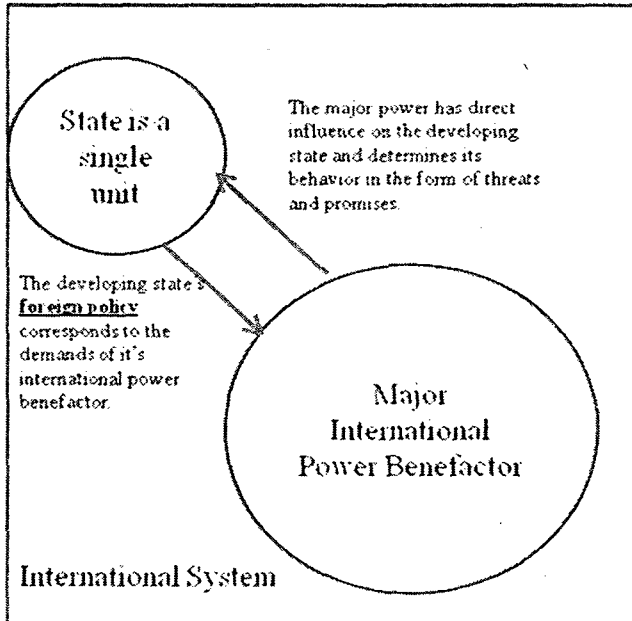 State is a
single
unit
The major power has direct
influence on the developing
state and determines its
behavior in the form of threats
and promises.
The developing state's
foreign policy
corresponds to the
demands of it's
international power
benefactor.
Major
International
Power Benefactor
International System